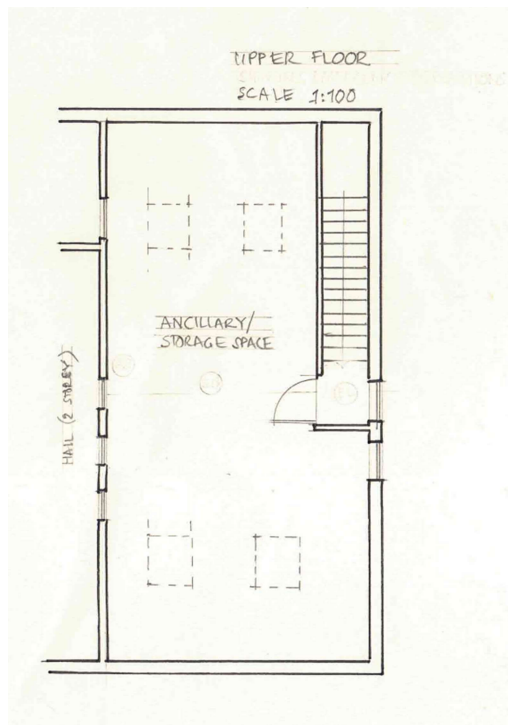 UPPER FLOOR
SCALE 1:100
ANCILLARY/
STORAGE SPACE
HALL (2 STOREY)